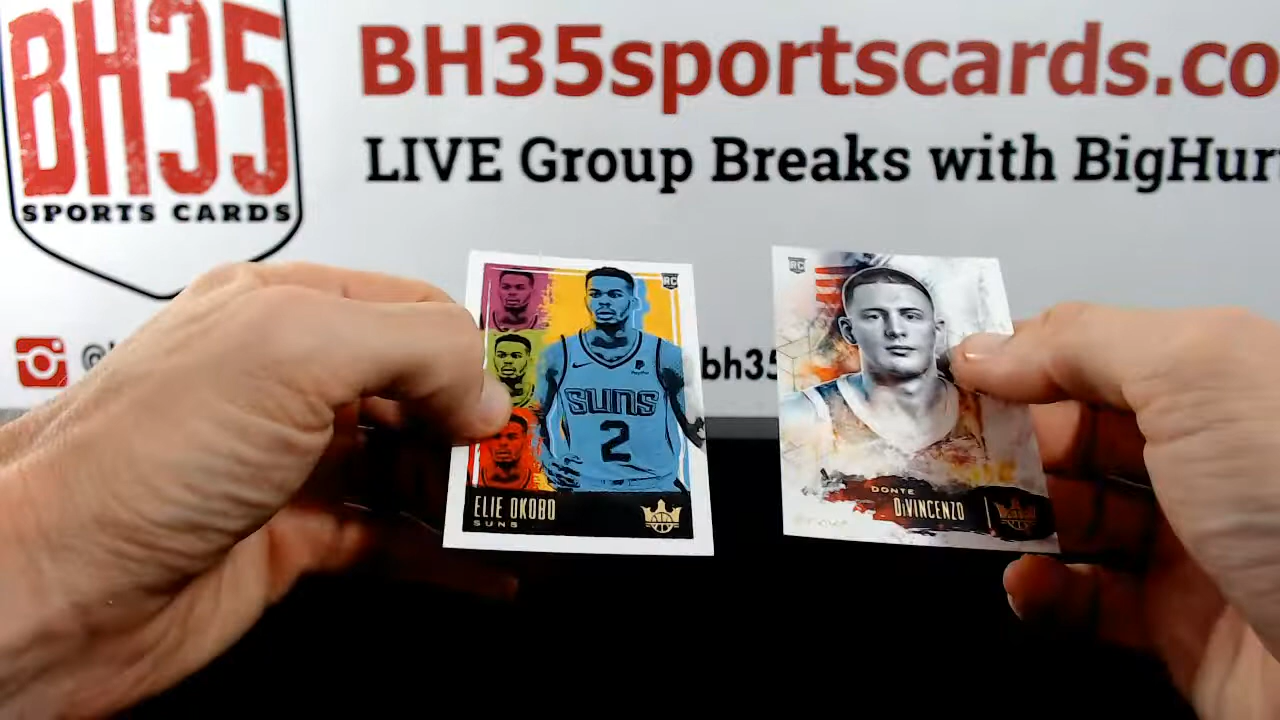 BH35
SPORTS CARDS
BH35sportscards.co
LIVE Group Breaks with BigHur
@
bh35
RC
suns
2
ELIE OKOBO
SUNS
RC
DONTE
DiVINCENZO